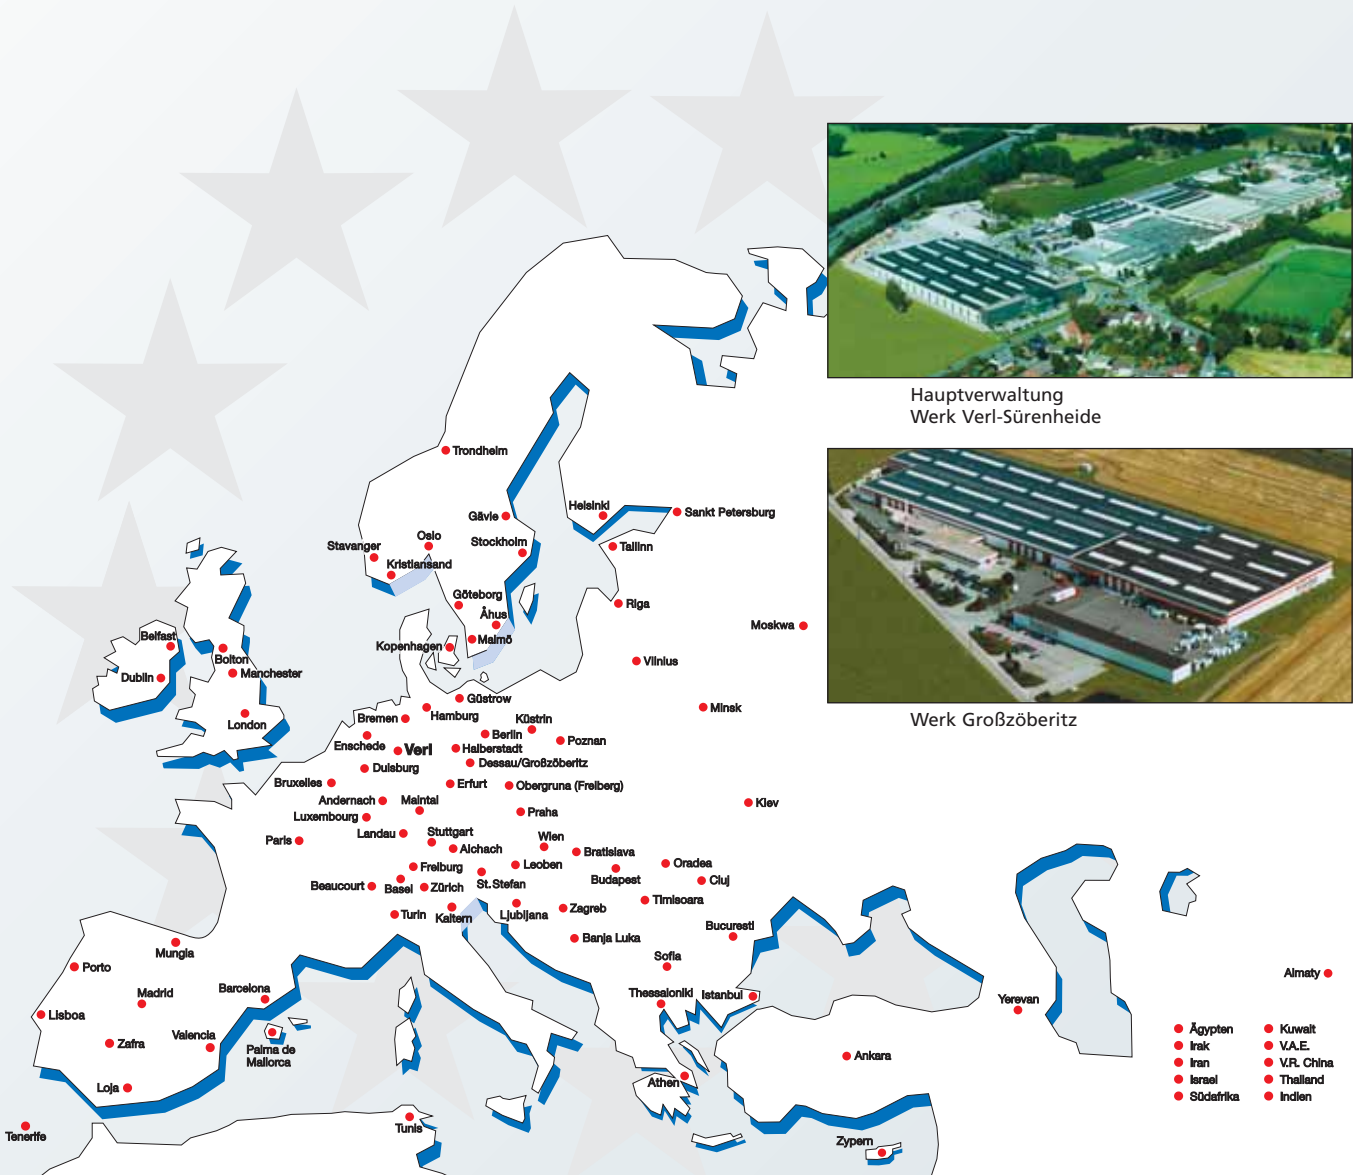 Hauptverwaltung
Werk Verl-Sürenheide
Trondheim
Gävle
Helsinki
Sankt Petersburg
Oslo
Stockholm
Stavanger
Tallinn
Kristiansand
Göteborg
Riga
Åhus
Moskwa
Belfast
Malmö
Kopenhagen
Bolton
Vilnius
Manchester
Dublin
Güstrow
Minsk
Werk Großzöberitz
Hamburg
Bremen
Küstrin
London
Berlin
Poznan
Enschede
Verl
Halberstadt
Dessau/Großzöberitz
Duisburg
Bruxelles
Erfurt
Obergruna (Freiberg)
Andernach
Maintal
Kiev
Luxembourg
Praha
Landau
Stuttgart
Paris
Wien
Aichach
Bratislava
Freiburg
Leoben
Oradea
Budapest
Cluj
Beaucourt
Basel
Zürich
St. Stefan
Timisoara
Turin
Kaltern
Ljubljana
Zagreb
Bucuresti
Banja Luka
Mungia
Sofia
Porto
Almaty
Madrid
Barcelona
Thessaloniki
Istanbul
Yerevan
Lisboa
Valencia
Zafra
Palma de
Mallorca
Ankara
Athen
Loja
Tenerife
Tunis
Zypern
Ägypten
Irak
Iran
Israel
Südafrika
Kuwait
V.A.E.
V.R. China
Thailand
Indien